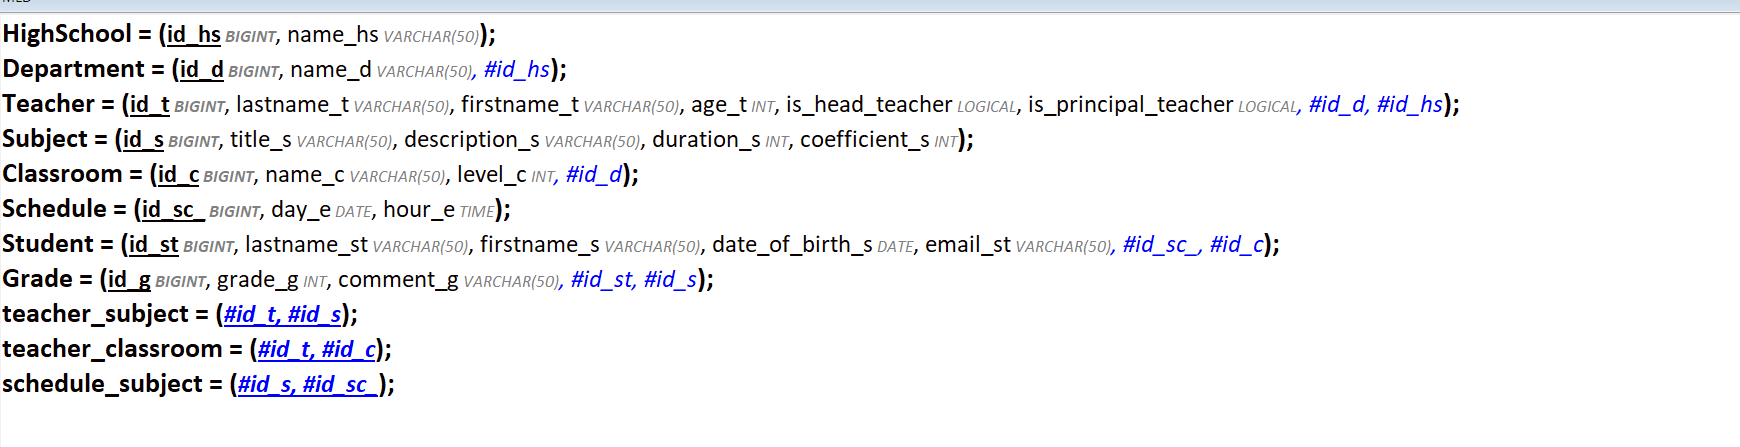 HighSchool = (id_hs BIGINT, name_hs VARCHAR(50));
Department = (id_d BIGINT, name_d VARCHAR(50), #id_hs);
Teacher = (id_t BIGINT, lastname_t VARCHAR(50), firstname_t VARCHAR(50), age_t INT, is_head_teacher LOGICAL, is_principal_teacher LOGICAL, #id_d, #id_hs);
Subject = (id_s BIGINT, title_s VARCHAR(50), description_s VARCHAR(50), duration_s INT, coefficient_s INT);
Classroom = (id_c BIGINT, name_c VARCHAR(50), level_c INT, #id_d);
Schedule = (id_sc_ BIGINT, day_e DATE, hour_e TIME);
Student = (id_st BIGINT, lastname_st VARCHAR(50), firstname_s VARCHAR(50), date_of_birth_s DATE, email_st VARCHAR(50), #id_sc_, #id_c);
Grade = (id_g BIGINT, grade_g INT, comment_g VARCHAR(50), #id_st, #id_s);
teacher_subject = (#id_t, #id_s);
teacher_classroom = (#id_t, #id_c);
schedule_subject = (#id_s, #id_sc_);